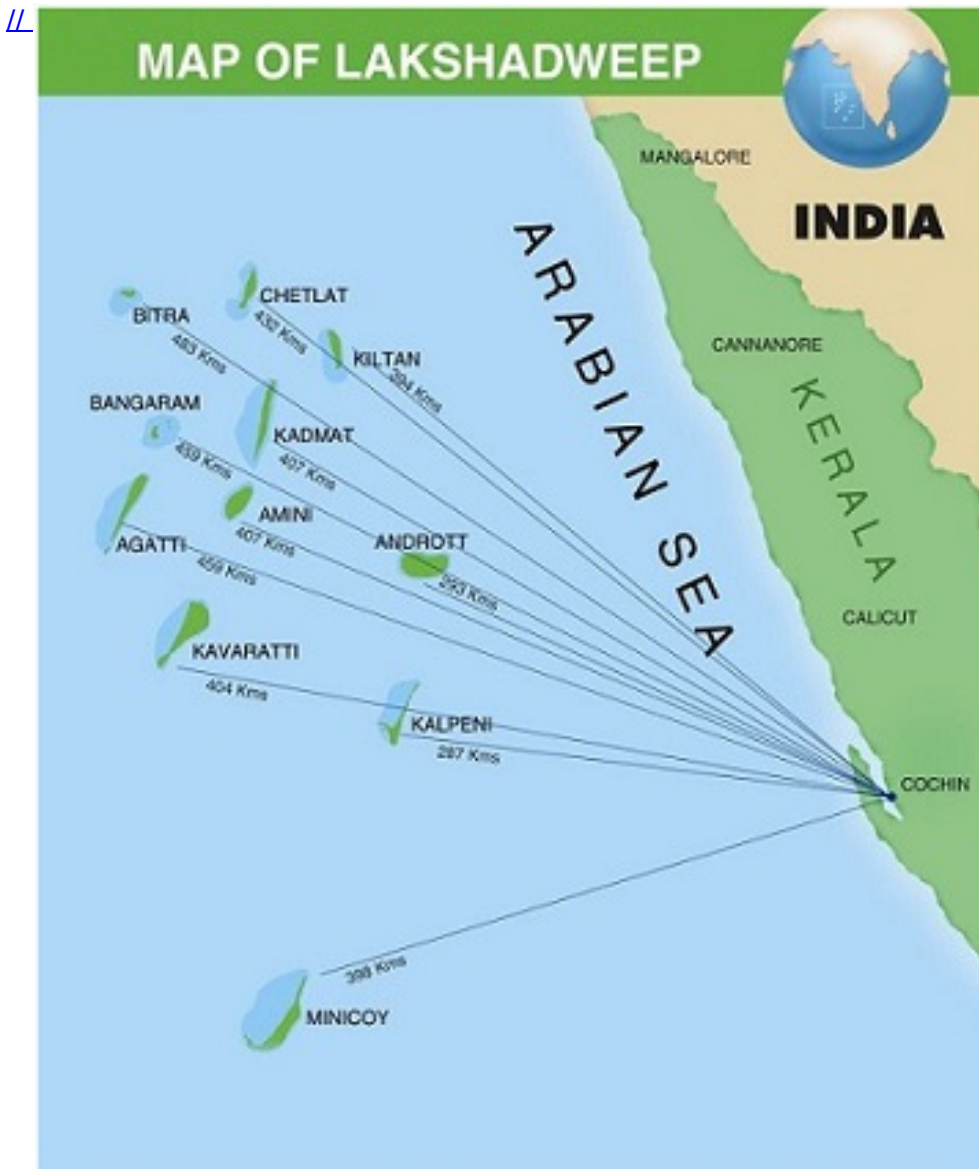 //
MAP OF LAKSHADWEEP
MANGALORE
INDIA
ARABIAN SEA
CHETLAT
BITRA
432 Kms
483 Kms
KILTAN
394 Kms
CANNANORE
KERALA
BANGARAM
KADMAT
459 Kms
407 Kms
AMINI
407 Kms
ANDROTT
293 Kms
AGATTI
459 Kms
CALICUT
KAVARATTI
404 Kms
KALPENI
287 Kms
COCHIN
398 Kms
MINICOY